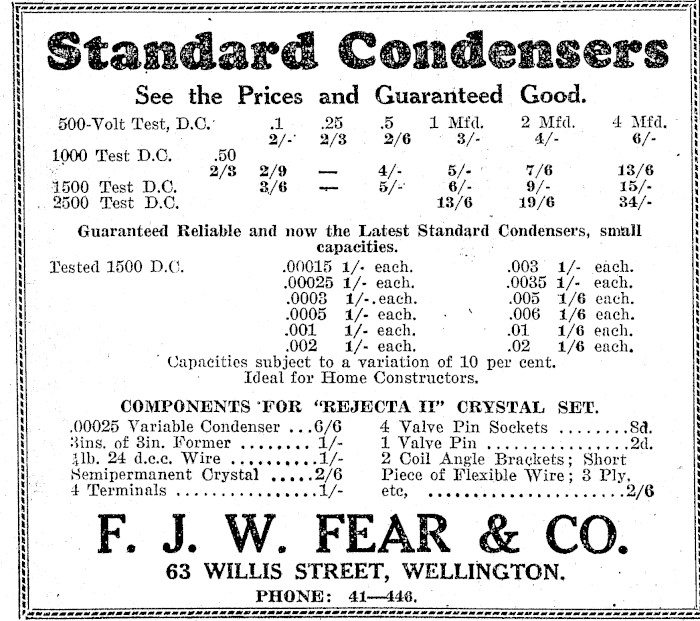 Standard Condensers
See the Prices and Guaranteed Good.
500-Volt Test, D.C. .1 .25 .5 1 Mfd. 2 Mfd. 4 Mfd.
2/- 2/3 2/6 3/- 4/- 6/-
1000 Test D.C. .50
2/3 2/9 — 4/- 5/- 7/6 13/6
1500 Test D.C. 3/6 — 5/- 6/- 9/- 15/-
2500 Test D.C. 13/6 19/6 34/-
Guaranteed Reliable and now the Latest Standard Condensers, small
capacities.
Tested 1500 D.C. .00015 1/- each. .003 1/- each.
.00025 1/- each. .0035 1/- each.
.0003 1/- each. .005 1/6 each.
.0005 1/- each. .006 1/6 each.
.001 1/- each. .01 1/6 each.
.002 1/- each. .02 1/6 each.
Capacities subject to a variation of 10 per cent.
Ideal for Home Constructors.
COMPONENTS FOR "REJECTA II" CRYSTAL SET.
.00025 Variable Condenser ...6/6
3ins. of 3in. Former ........1/-
lb. 24 d.c.c. Wire ..........1/-
Semipermanent Crystal .....2/6
4 Terminals ...............1/-
4 Valve Pin Sockets ........8d.
1 Valve Pin ................2d.
2 Coil Angle Brackets; Short
Piece of Flexible Wire; 3 Ply,
etc, ......................2/6
F. J. W. FEAR & CO.
63 WILLIS STREET, WELLINGTON.
PHONE: 41—446.